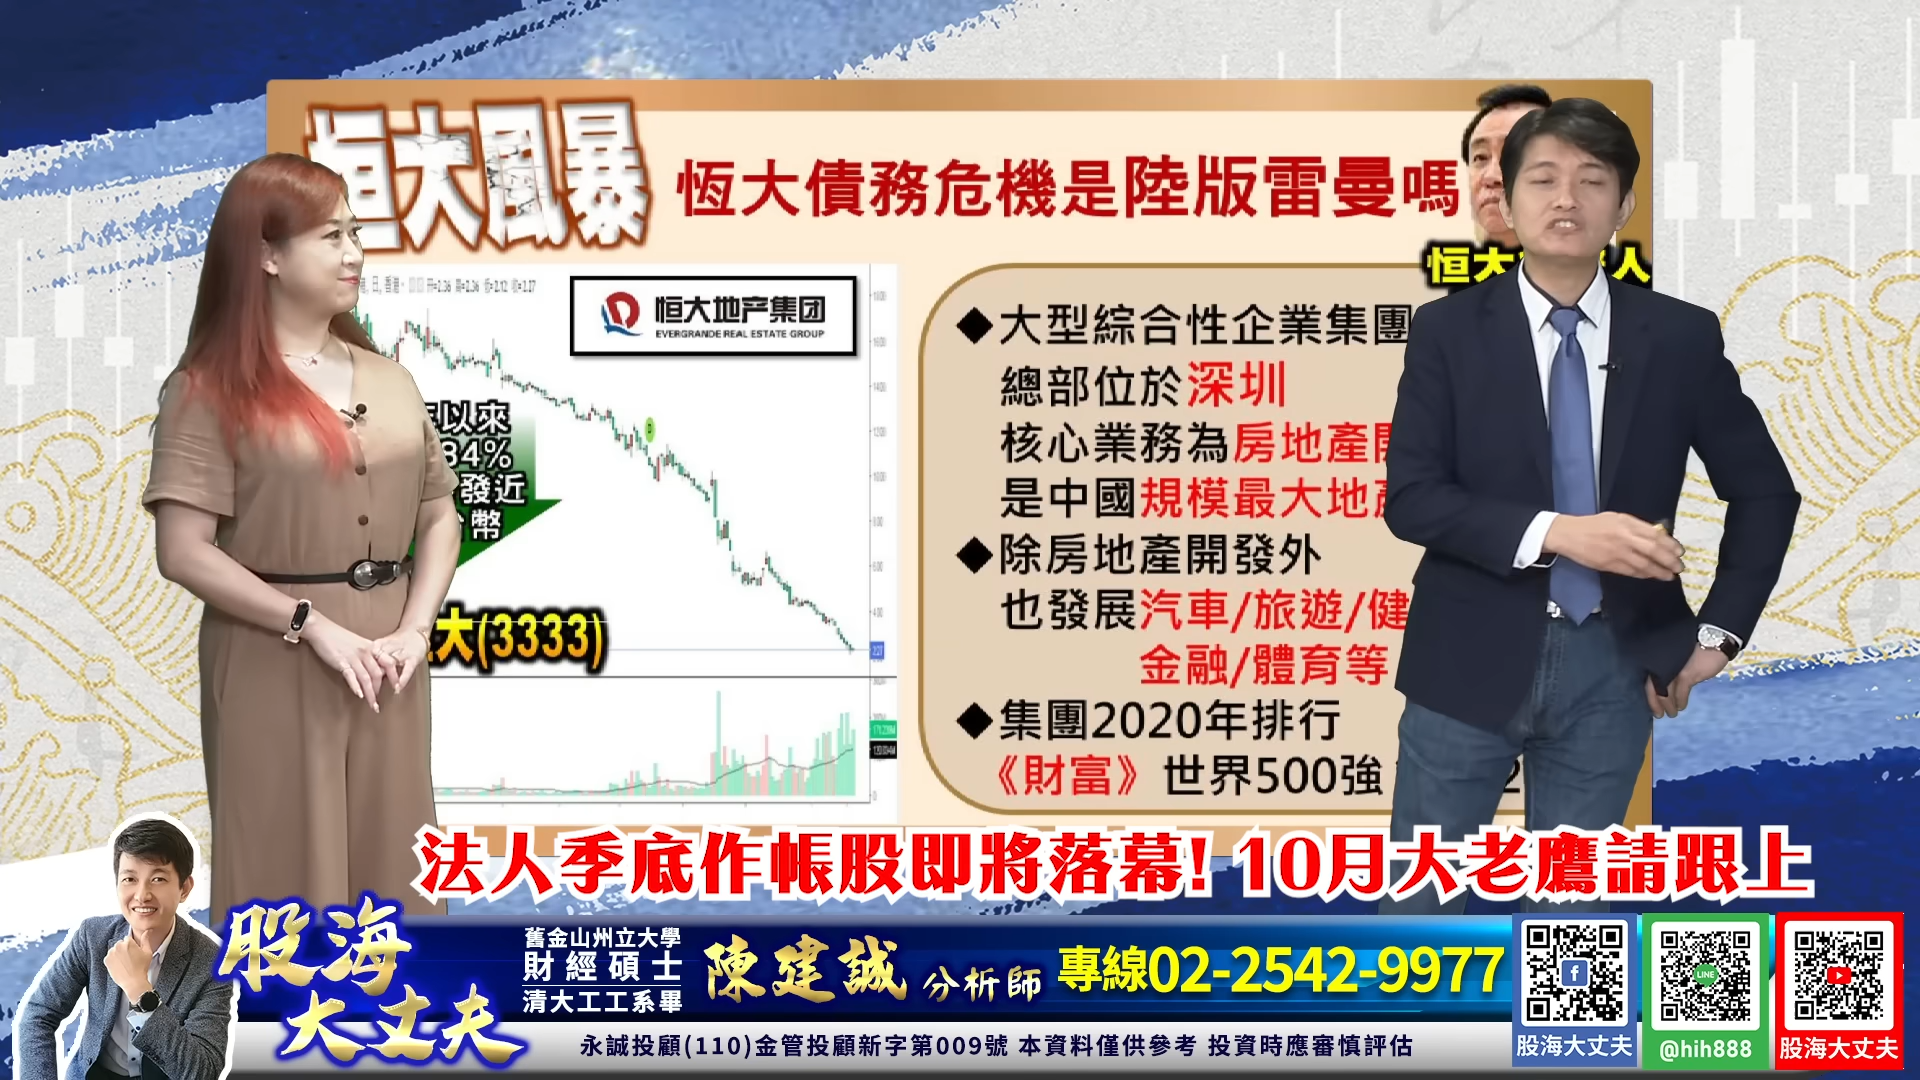 恒大風暴
恆大債務危機是陸版雷曼嗎
恒大
人
恒大地产集团
EVERGRANDE REAL ESTATE GROUP
以來
84%
發近
幣
大(3333)
◆大型綜合性企業集團
總部位於深圳
核心業務為房地產開
是中國規模最大地產
◆除房地產開發外
也發展汽車/旅遊/健
金融/體育等
◆集團2020年排行
《財富》世界500強
2
法人季底作帳股即將落幕! 10月大老鷹請跟上
股海大丈夫
舊金山州立大學
財經碩士
清大工工系畢
陳建誠 分析師
專線02-2542-9977
永誠投顧(110)金管投顧新字第009號 本資料僅供參考 投資時應審慎評估
股海大丈夫
LINE
@hih888
股海大丈夫